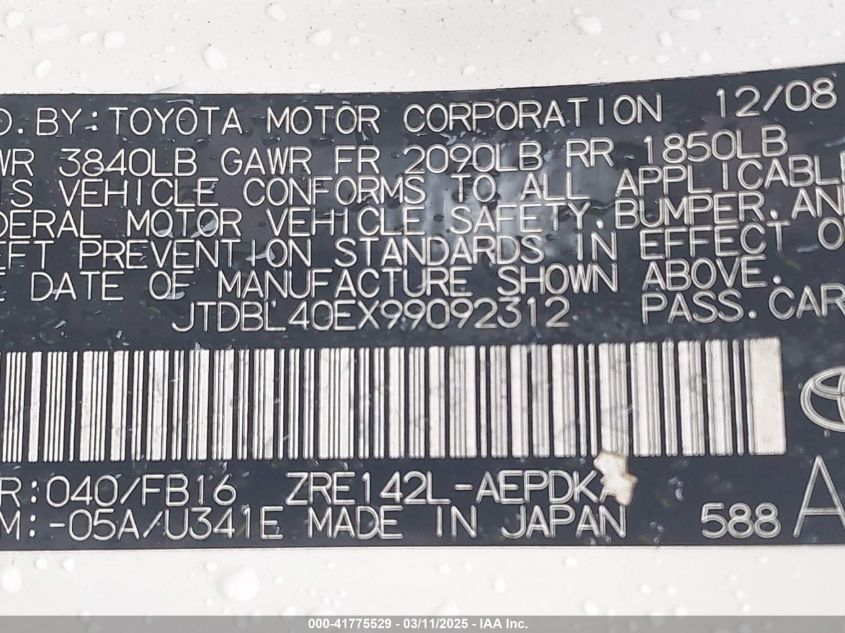 D. BY: TOYOTA MOTOR CORPORATION 12/08
WR 3840LB GAWR FR 2090LB RR 1850LB
IS VEHICLE CONFORMS TO ALL APPLICABLE
DERAL MOTOR VEHICLE SAFETY, BUMPER, AN
EFT PREVENTION STANDARDS IN EFFECT O
E DATE OF MANUFACTURE SHOWN ABOVE.
JTDBL40EX99092312 PASS. CAR
R: 040/FB16 ZRE142L-AEPDKA
M: -05A/U341E MADE IN JAPAN 588 A
000-41775529 - 03/11/2025 - IAA Inc.